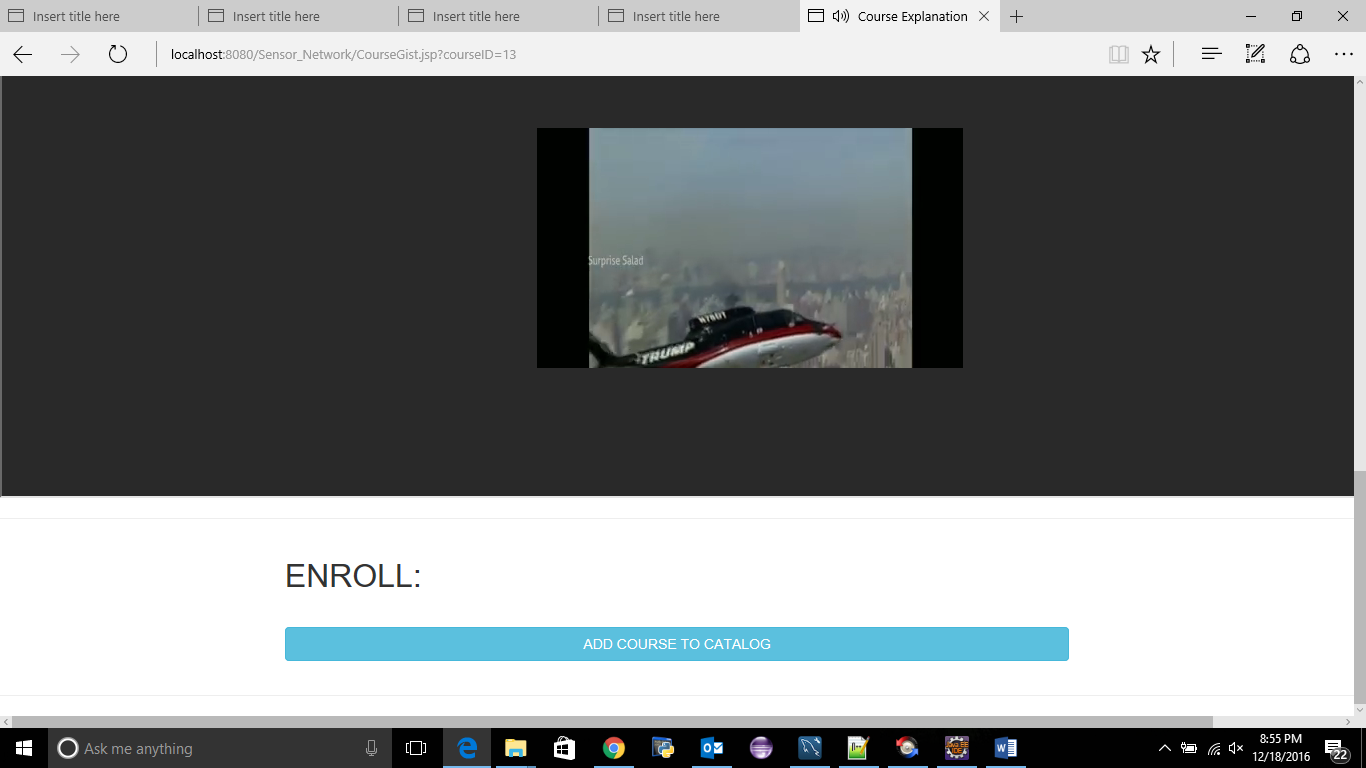 Insert title here
Insert title here
Insert title here
Insert title here
Course Explanation
localhost:8080/Sensor_Network/CourseGist.jsp?courseID=13
Surprise Salad
N76DT
TRUMP
ENROLL:
ADD COURSE TO CATALOG
Ask me anything
8:55 PM
12/18/2016
22